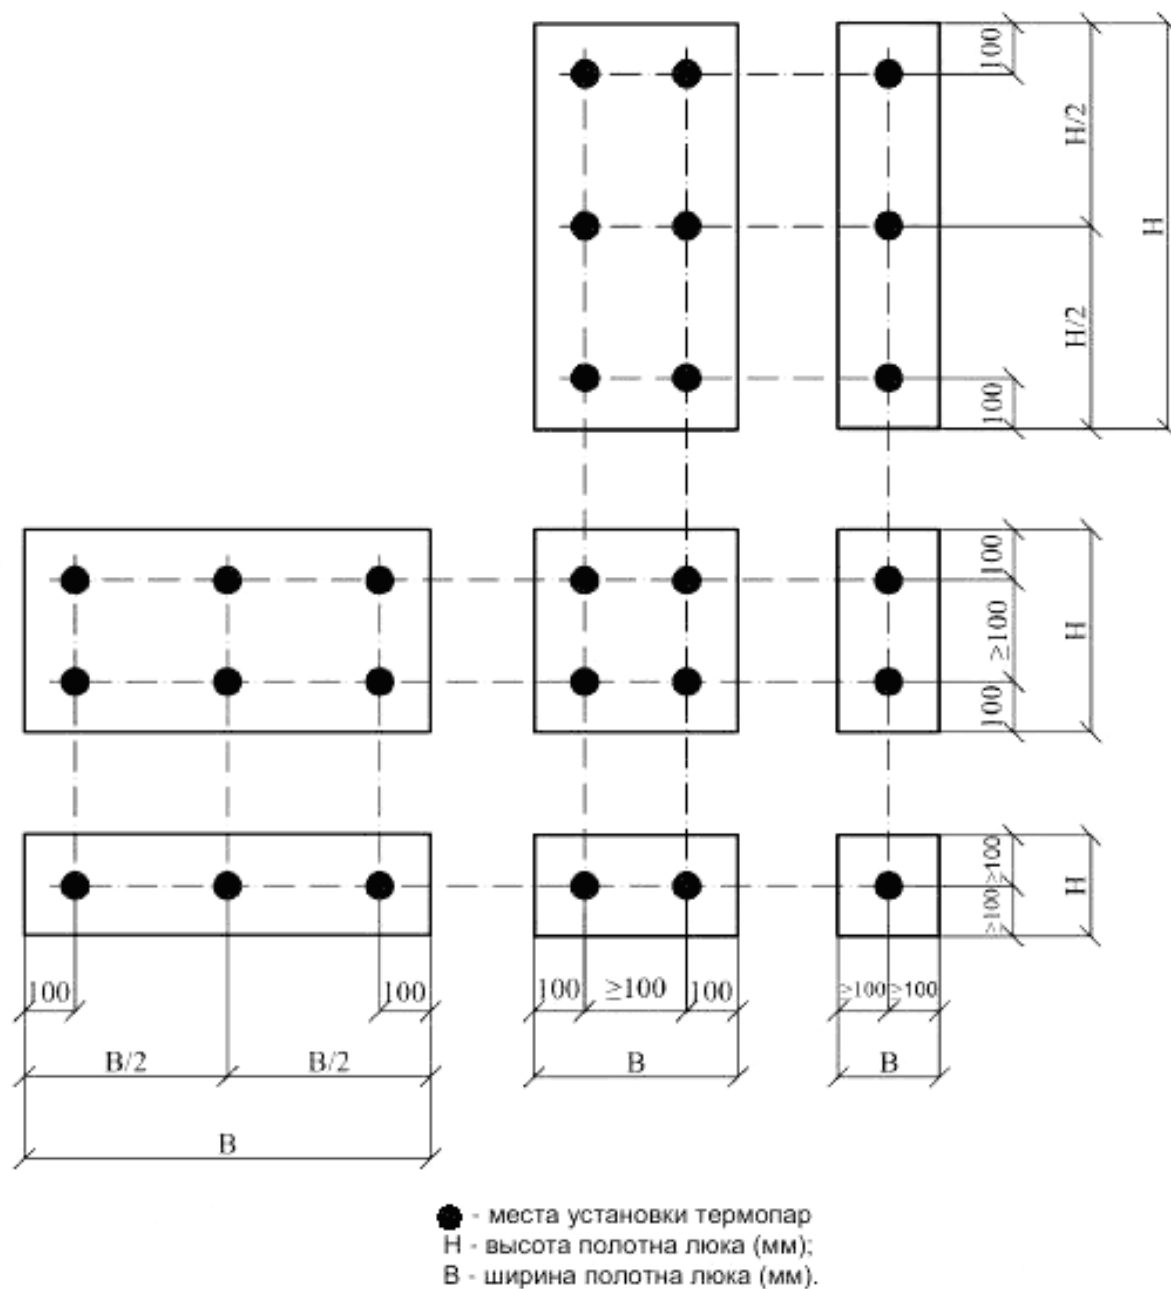 100
H/2
H
H/2
100
100
≥100
H
100
≥100
≥100
H
100
100
100
≥100
100
≥100
≥100
B/2
B/2
B
B
B
- места установки термопар
H - высота полотна люка (мм);
B - ширина полотна люка (мм).